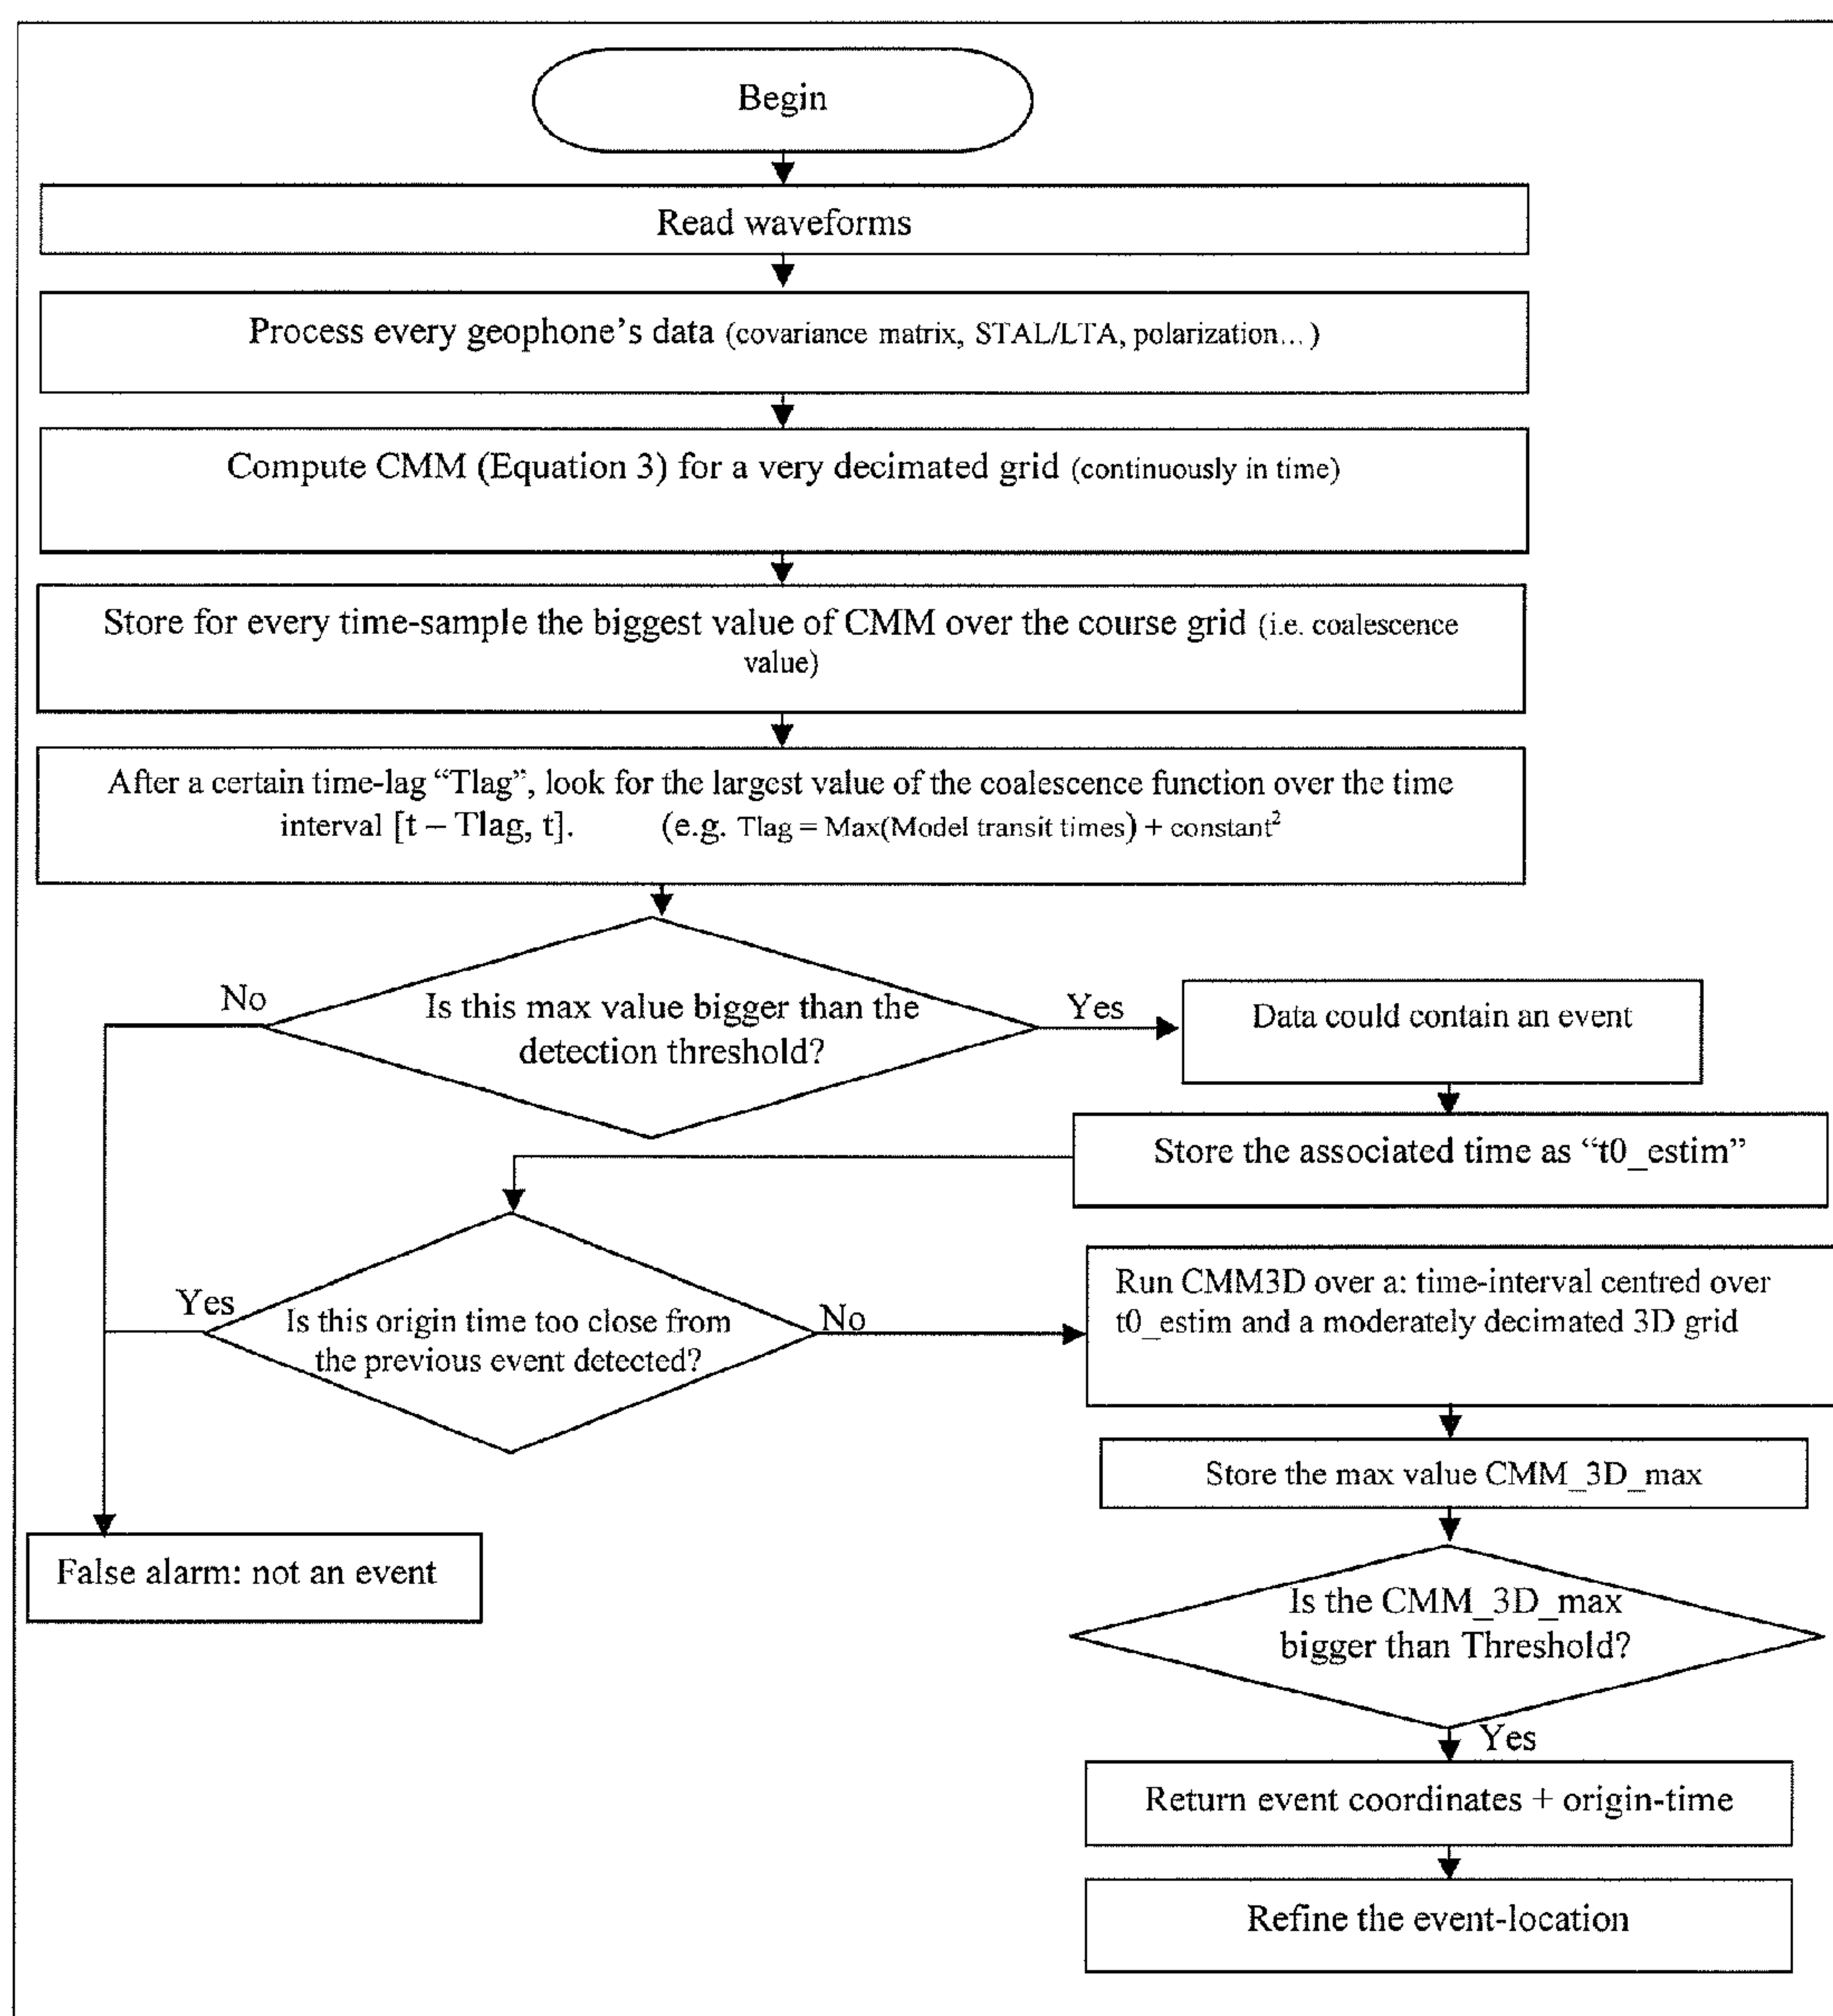 Begin
Read waveforms
Process every geophone's data (covariance matrix, STAL/LTA, polarization...)
Compute CMM (Equation 3) for a very decimated grid (continuously in time)
Store for every time-sample the biggest value of CMM over the course grid (i.e. coalescence
value)
After a certain time-lag “Tlag”, look for the largest value of the coalescence function over the time
interval [t – Tlag, t]. (e.g. Tlag = Max(Model transit times) + constant²
No
Is this max value bigger than the
detection threshold?
Yes
Data could contain an event
Store the associated time as “t0_estim”
Yes
Is this origin time too close from
the previous event detected?
No
Run CMM3D over a: time-interval centred over
t0_estim and a moderately decimated 3D grid
Store the max value CMM_3D_max
False alarm: not an event
Is the CMM_3D_max
bigger than Threshold?
Yes
Return event coordinates + origin-time
Refine the event-location